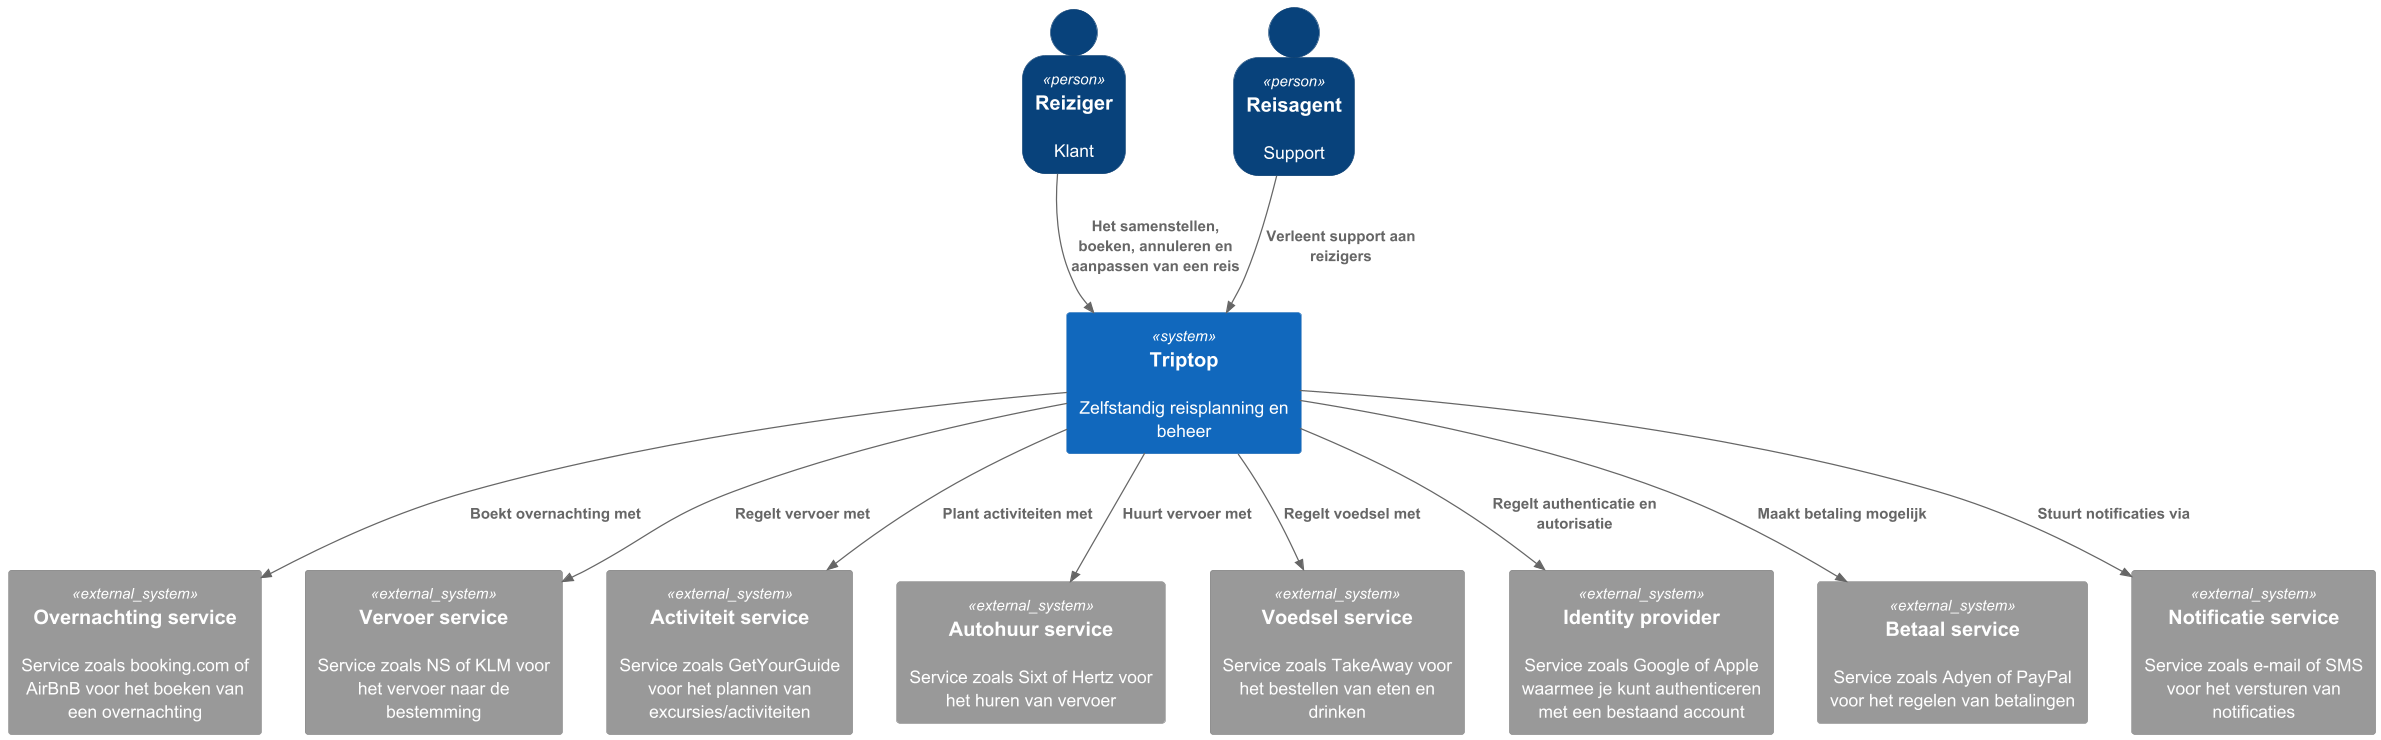 «person»
Reiziger
Klant
«person»
Reisagent
Support
Het samenstellen,
boeken, annuleren en
aanpassen van een reis
Verleent support aan
reizigers
«system»
Triptop
Zelfstandig reisplanning en
beheer
Boekt overnachting met
Regelt vervoer met
Plant activiteiten met
Huurt vervoer met
Regelt voedsel met
Regelt authenticatie en
autorisatie
Maakt betaling mogelijk
Stuurt notificaties via
«external_system»
Overnachting service
Service zoals booking.com of
AirBnB voor het boeken van
een overnachting
«external_system»
Vervoer service
Service zoals NS of KLM voor
het vervoer naar de
bestemming
«external_system»
Activiteit service
Service zoals GetYourGuide
voor het plannen van
excursies/activiteiten
«external_system»
Autohuur service
Service zoals Sixt of Hertz voor
het huren van vervoer
«external_system»
Voedsel service
Service zoals TakeAway voor
het bestellen van eten en
drinken
«external_system»
Identity provider
Service zoals Google of Apple
waarmee je kunt authenticeren
met een bestaand account
«external_system»
Betaal service
Service zoals Adyen of PayPal
voor het regelen van betalingen
«external_system»
Notificatie service
Service zoals e-mail of SMS
voor het versturen van
notificaties